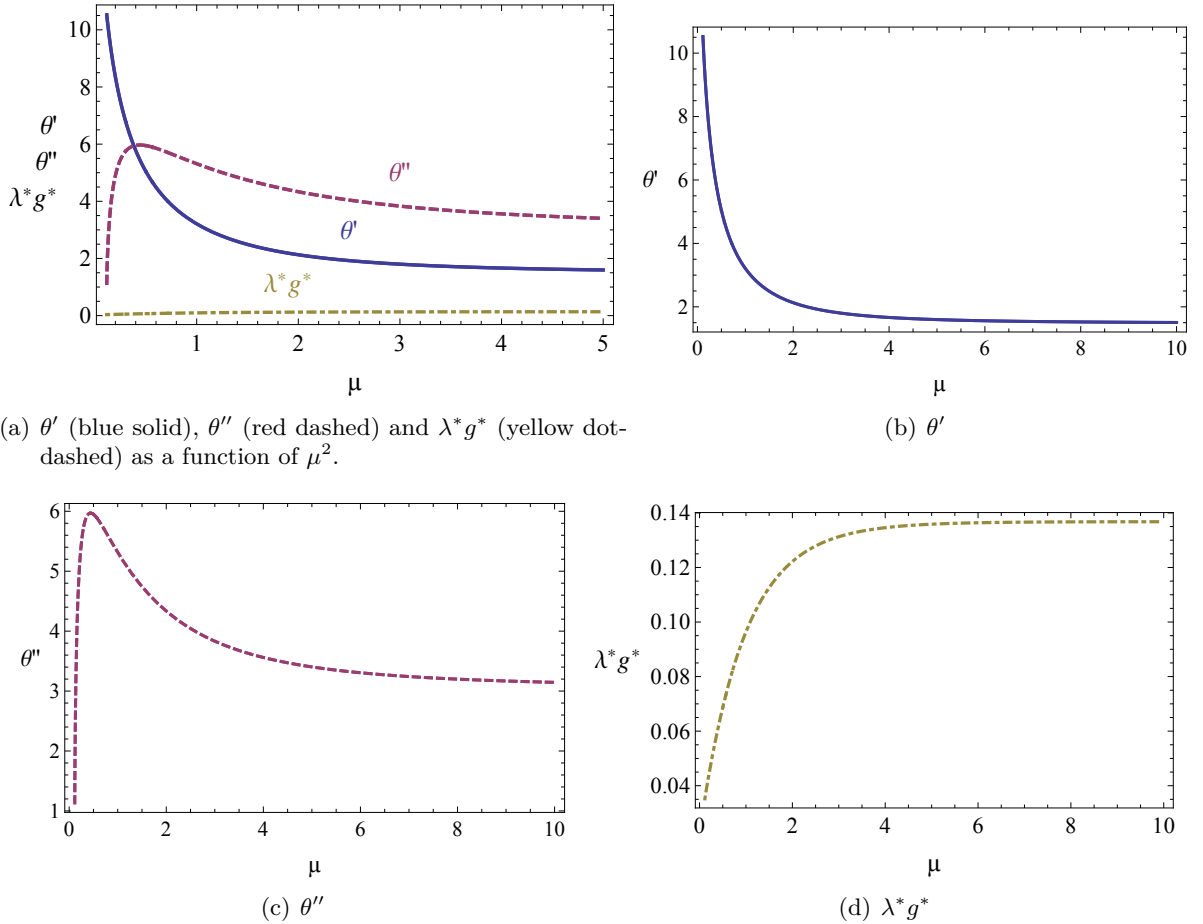 10
8
6
4
2
0
θ'
θ''
λ*g*
θ''
θ'
λ*g*
1 2 3 4 5
μ
(a) θ′ (blue solid), θ′′ (red dashed) and λ*g* (yellow dot-
dashed) as a function of μ².
10
8
6
4
2
θ'
0 2 4 6 8 10
μ
(b) θ′
6
5
4
3
2
1
θ''
0 2 4 6 8 10
μ
(c) θ′′
0.14
0.12
0.10
0.08
0.06
0.04
λ*g*
0 2 4 6 8 10
μ
(d) λ*g*